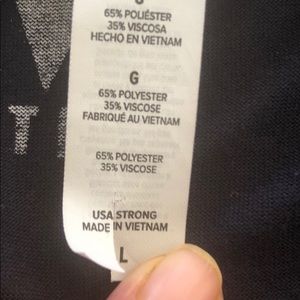 G
65% POLIÉSTER
35% VISCOSA
HECHO EN VIETNAM
G
65% POLYESTER
35% VISCOSE
FABRIQUÉ AU VIETNAM
65% POLYESTER
35% VISCOSE
USA STRONG
MADE IN VIETNAM
L
T